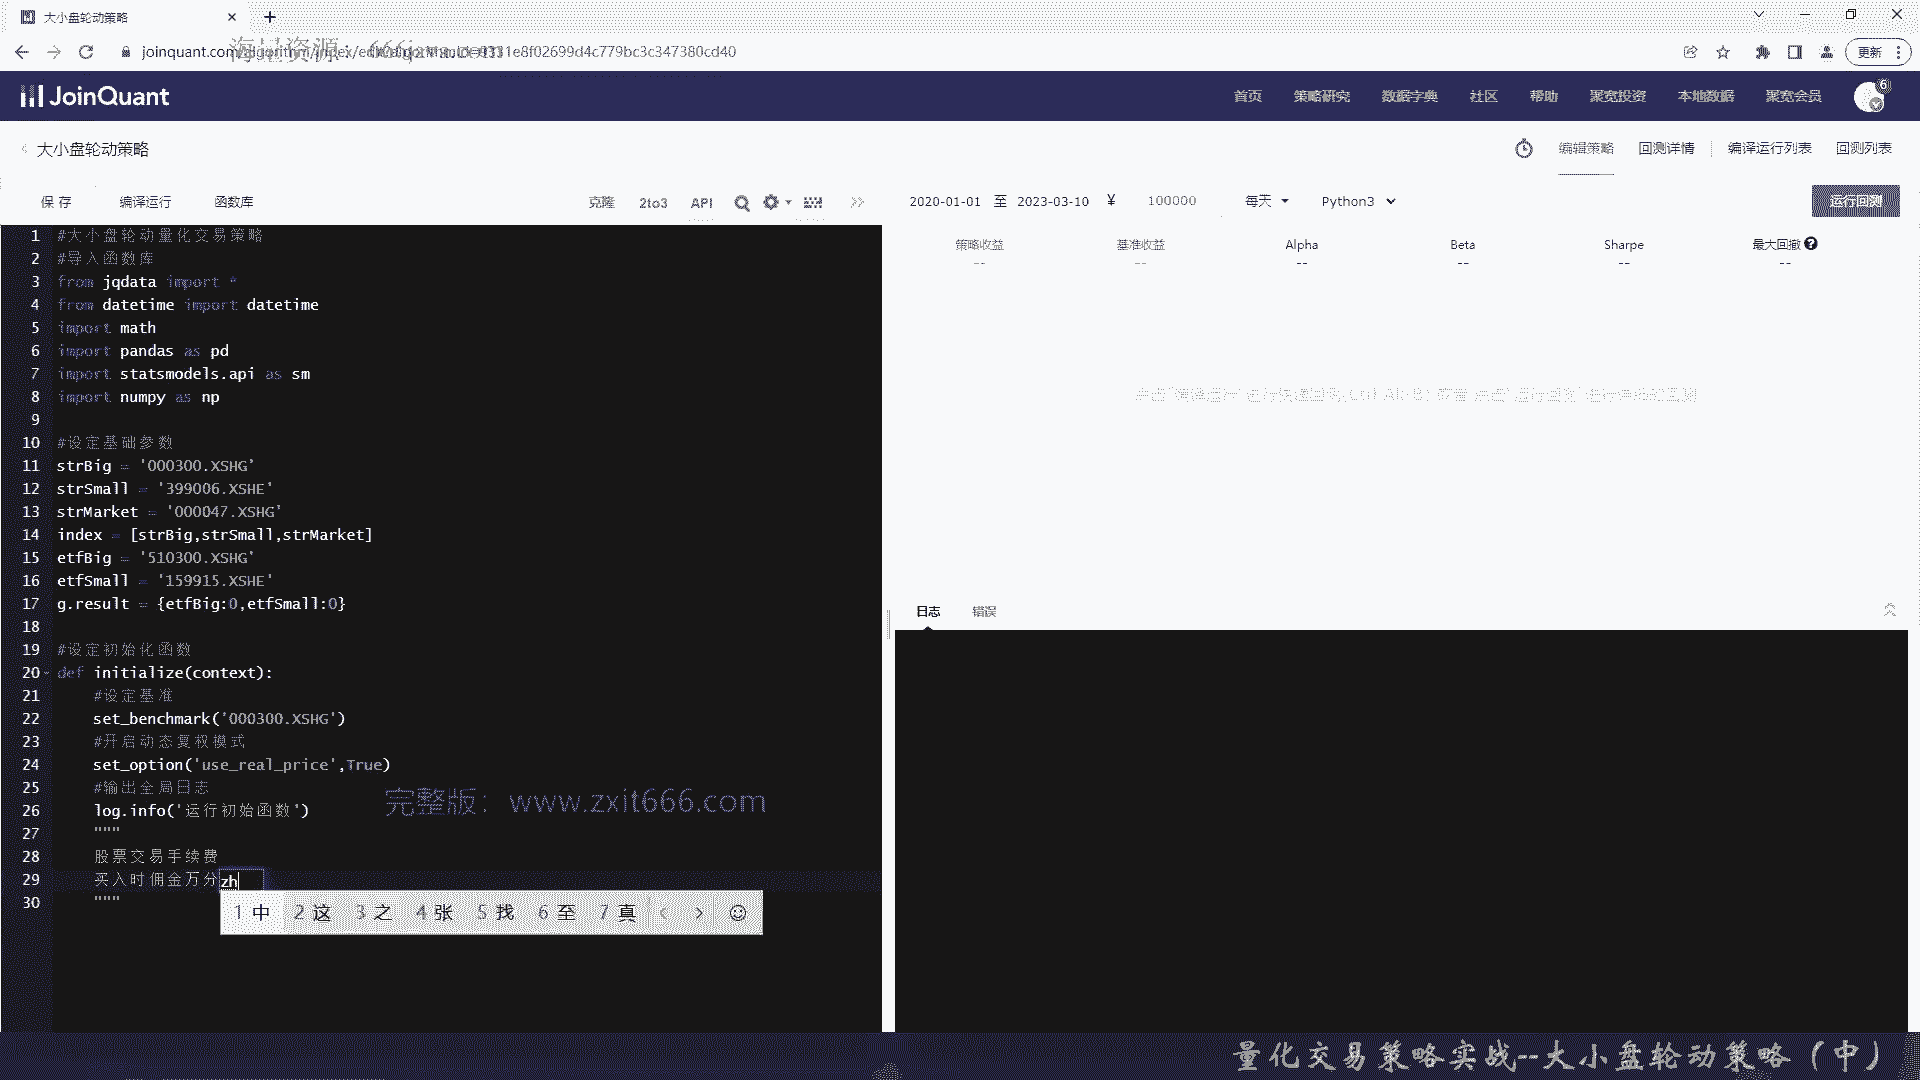 大小盘轮动策略
joinquant.com
JoinQuant
首页 策略研究 数据字典 社区 帮助 聚宽投资 本地数据 聚宽会员
6
更新
大小盘轮动策略
编辑策略 回测详情 编译运行列表 回测列表
保存 编译运行 函数库 克隆 2to3 API
2020-01-01 至 2023-03-10 ¥ 100000 每天 Python3 运行回测
策略收益 基准收益 Alpha Beta Sharpe 最大回撤
-- -- -- -- -- --
1 #大小盘轮动量化交易策略
2 #导入函数库
3 from jqdata import *
4 from datetime import datetime
5 import math
6 import pandas as pd
7 import statsmodels.api as sm
8 import numpy as np
9
10 #设定基础参数
11 strBig = '000300.XSHG'
12 strSmall = '399006.XSHE'
13 strMarket = '000047.XSHG'
14 index = [strBig,strSmall,strMarket]
15 etfBig = '510300.XSHG'
16 etfSmall = '159915.XSHE'
17 g.result = {etfBig:0,etfSmall:0}
18
19 #设定初始化函数
20 def initialize(context):
21 #设定基准
22 set_benchmark('000300.XSHG')
23 #开启动态复权模式
24 set_option('use_real_price',True)
25 #输出全局日志
26 log.info('运行初始函数')
27 """
28 股票交易手续费
29 买入时佣金万分zh
30 """
1 中 2 这 3 之 4 张 5 找 6 至 7 真
日志 错误
完整版：www.zxit666.com
量化交易策略实战--大小盘轮动策略（中）